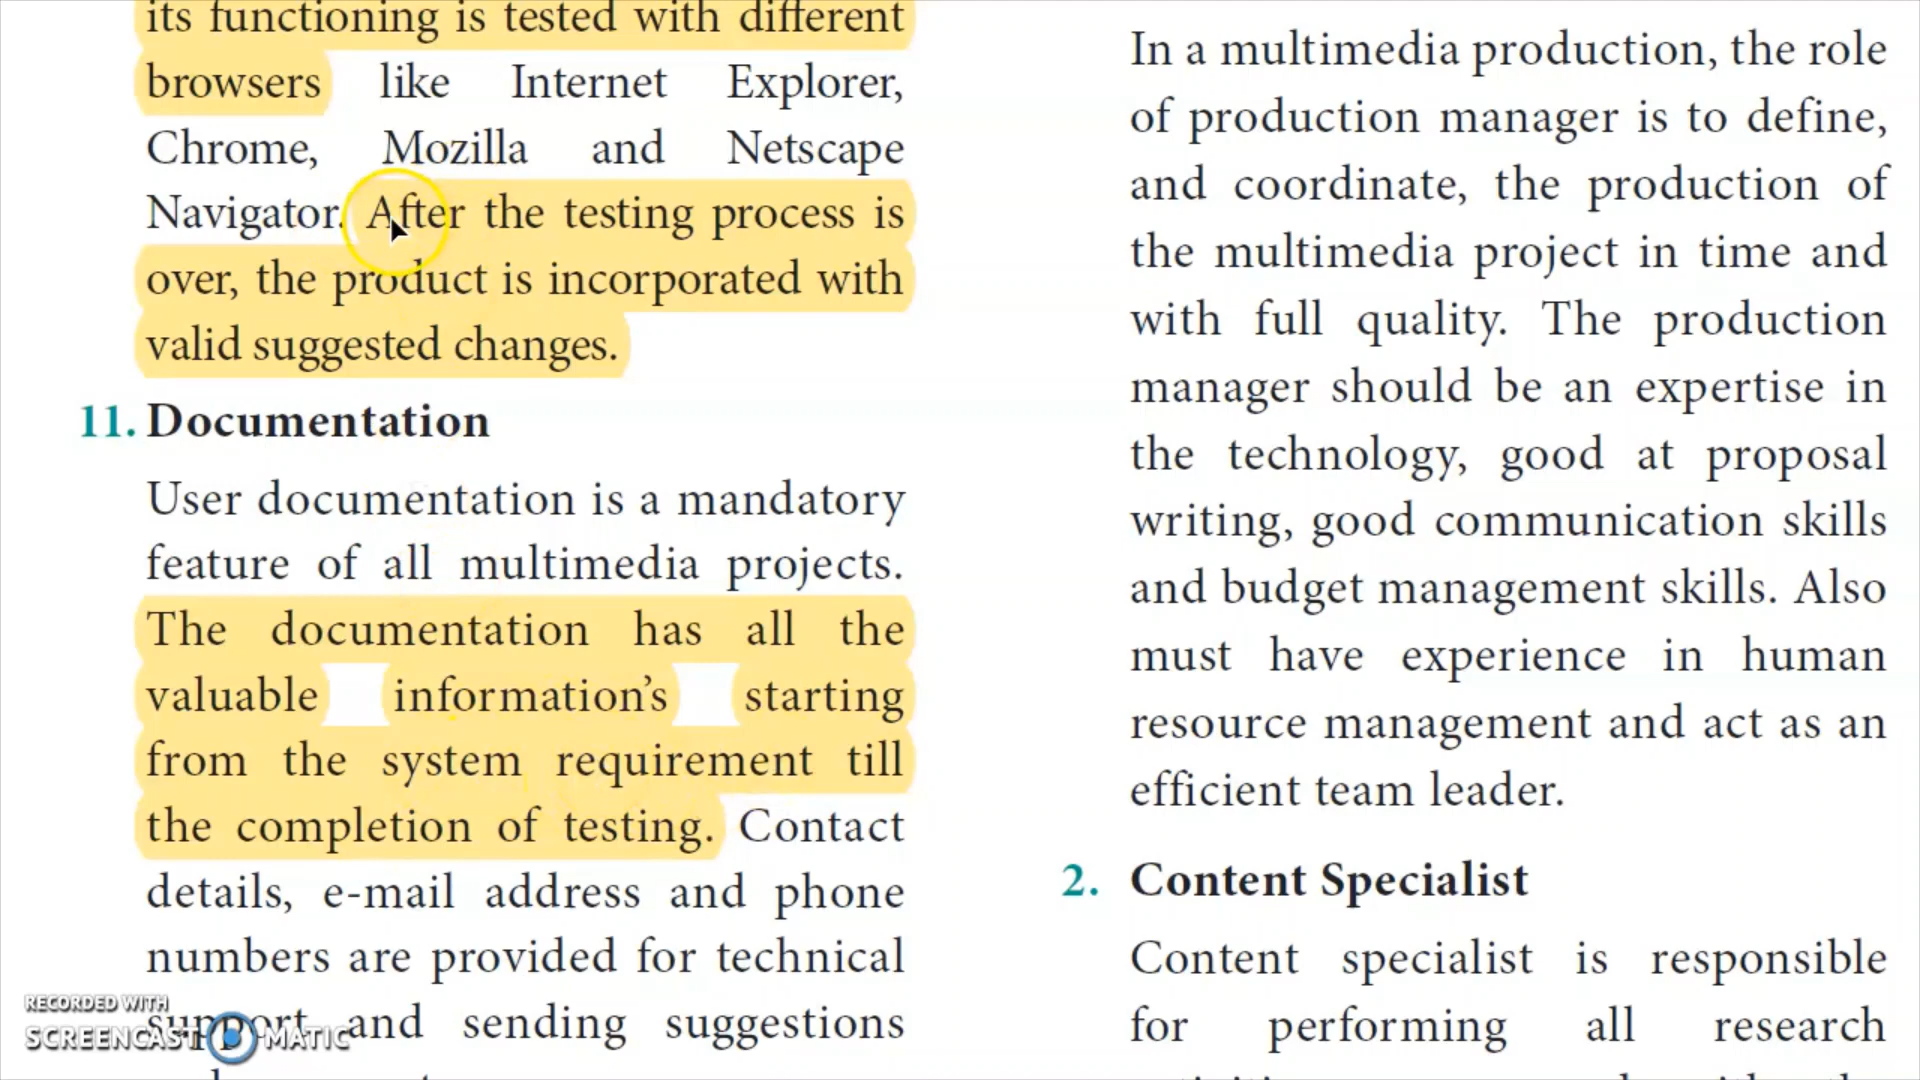 its functioning is tested with different
browsers like Internet Explorer,
Chrome, Mozilla and Netscape
Navigator. After the testing process is
over, the product is incorporated with
valid suggested changes.
11. Documentation
User documentation is a mandatory
feature of all multimedia projects.
The documentation has all the
valuable information’s starting
from the system requirement till
the completion of testing. Contact
details, e-mail address and phone
numbers are provided for technical
support and sending suggestions
In a multimedia production, the role
of production manager is to define,
and coordinate, the production of
the multimedia project in time and
with full quality. The production
manager should be an expertise in
the technology, good at proposal
writing, good communication skills
and budget management skills. Also
must have experience in human
resource management and act as an
efficient team leader.
2. Content Specialist
Content specialist is responsible
for performing all research
RECORDED WITH
SCREENCAST MATIC